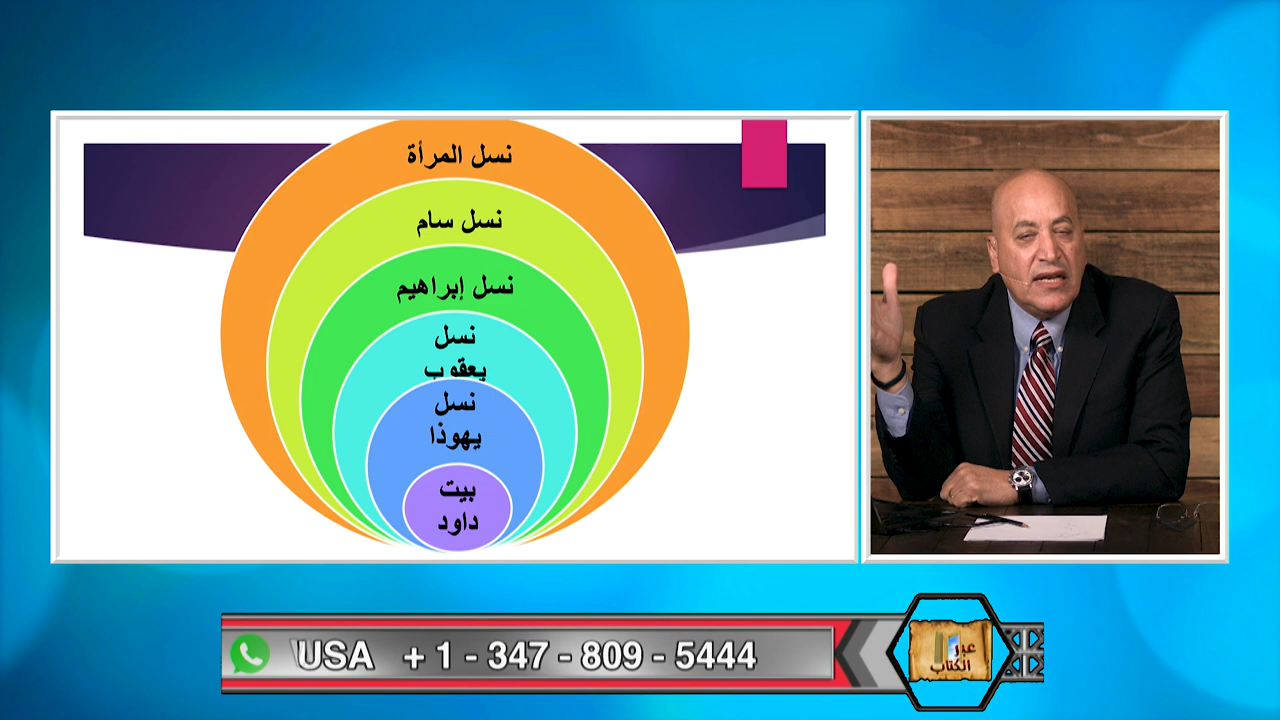 نسل المرأة
نسل سام
نسل إبراهيم
نسل
يعقوب
نسل
يهوذا
بيت
داود
USA + 1 - 347 - 809 - 5444
عبر
الكتاب